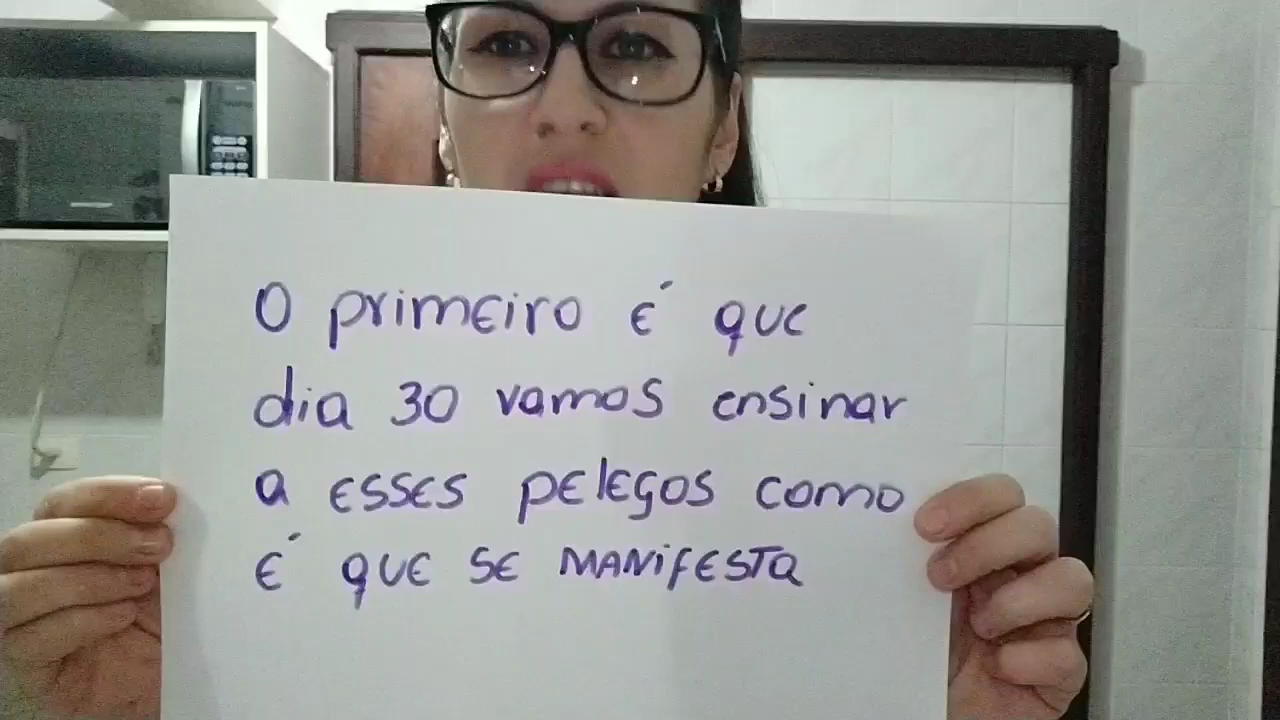 O primeiro é que
dia 30 vamos ensinar
a esses pelegos como
é que se manifesta